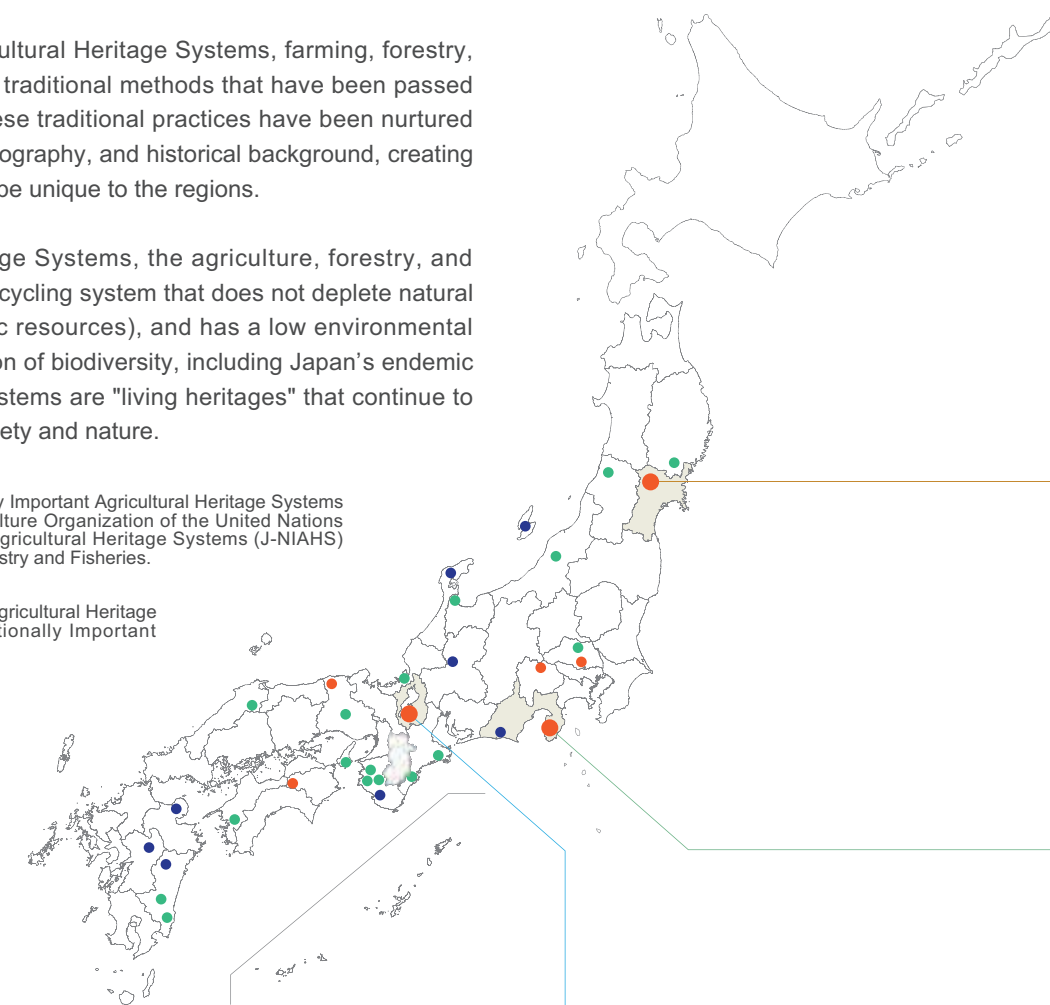 ultural Heritage Systems, farming, forestry,
traditional methods that have been passed
ese traditional practices have been nurtured
ography, and historical background, creating
be unique to the regions.
ge Systems, the agriculture, forestry, and
cycling system that does not deplete natural
c resources), and has a low environmental
on of biodiversity, including Japan’s endemic
stems are "living heritages" that continue to
ety and nature.
y Important Agricultural Heritage Systems
ulture Organization of the United Nations
Agricultural Heritage Systems (J-NIAHS)
stry and Fisheries.
gricultural Heritage
tionally Important